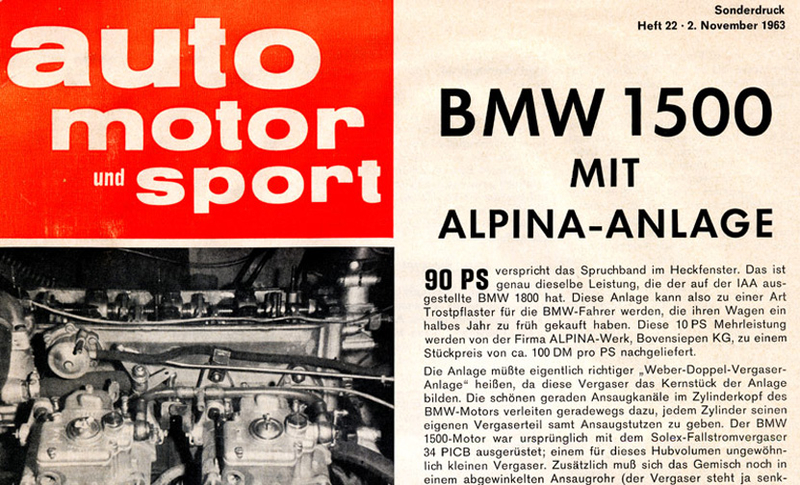 auto
motor
und sport
Sonderdruck
Heft 22 · 2. November 1963
BMW 1500
MIT
ALPINA-ANLAGE
90 PS verspricht das Spruchband im Heckfenster. Das ist
genau dieselbe Leistung, die der auf der IAA aus-
gestellte BMW 1800 hat. Diese Anlage kann also zu einer Art
Trostpflaster für die BMW-Fahrer werden, die ihren Wagen ein
halbes Jahr zu früh gekauft haben. Diese 10 PS Mehrleistung
werden von der Firma ALPINA-Werk, Bovensiepen KG, zu einem
Stückpreis von ca. 100 DM pro PS nachgeliefert.
Die Anlage müßte eigentlich richtiger „Weber-Doppel-Vergaser-
Anlage“ heißen, da diese Vergaser das Kernstück der Anlage
bilden. Die schönen geraden Ansaugkanäle im Zylinderkopf des
BMW-Motors verleiten geradewegs dazu, jedem Zylinder seinen
eigenen Vergaserteil samt Ansaugstutzen zu geben. Der BMW
1500-Motor war ursprünglich mit dem Solex-Fallstromvergaser
34 PICB ausgerüstet; einem für dieses Hubvolumen ungewöhn-
lich kleinen Vergaser. Zusätzlich muß sich das Gemisch noch in
einem abgewinkelten Ansaugrohr (der Vergaser steht ja senk-